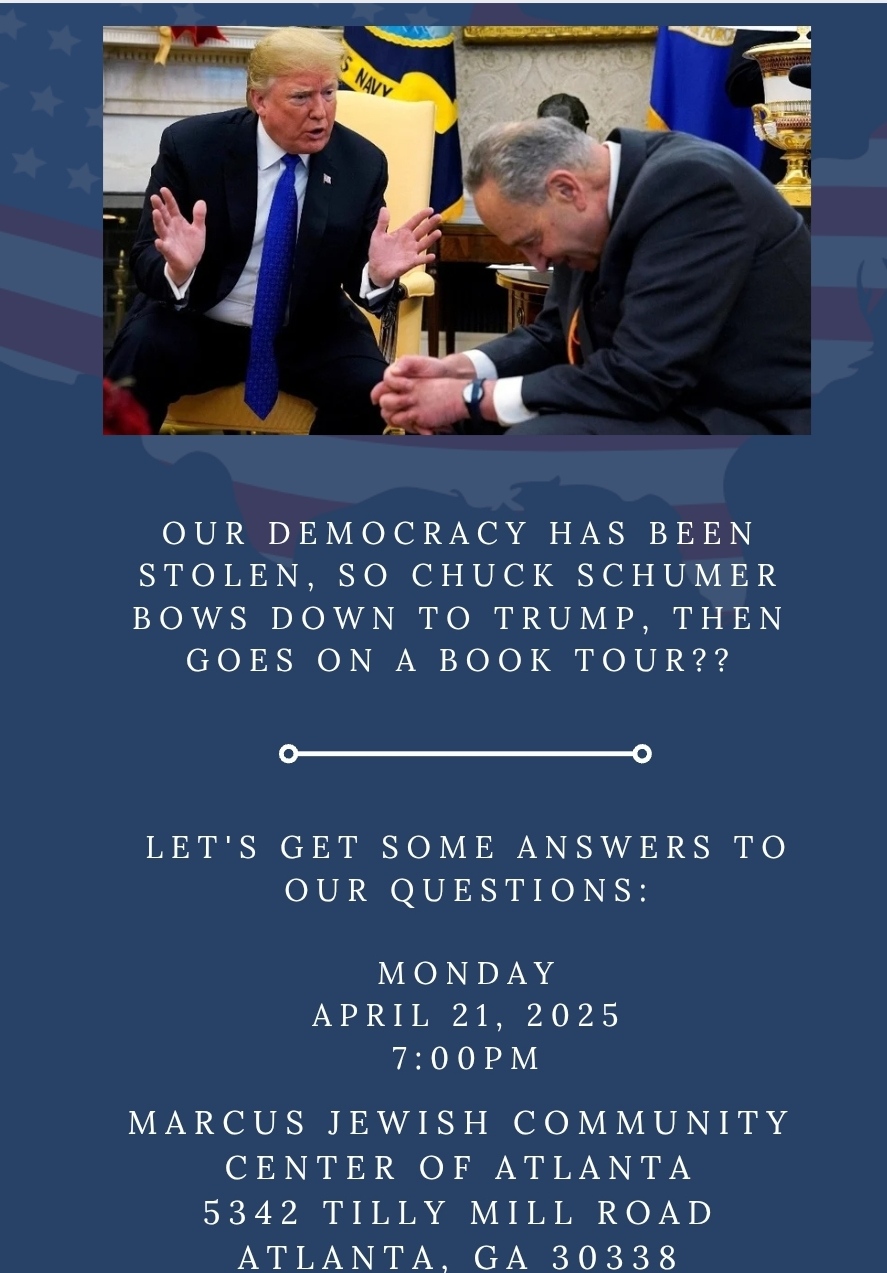 S NAVY
FORC
OUR DEMOCRACY HAS BEEN
STOLEN, SO CHUCK SCHUMER
BOWS DOWN TO TRUMP, THEN
GOES ON A BOOK TOUR??
LET'S GET SOME ANSWERS TO
OUR QUESTIONS:
MONDAY
APRIL 21, 2025
7:00PM
MARCUS JEWISH COMMUNITY
CENTER OF ATLANTA
5342 TILLY MILL ROAD
ATLANTA, GA 30338